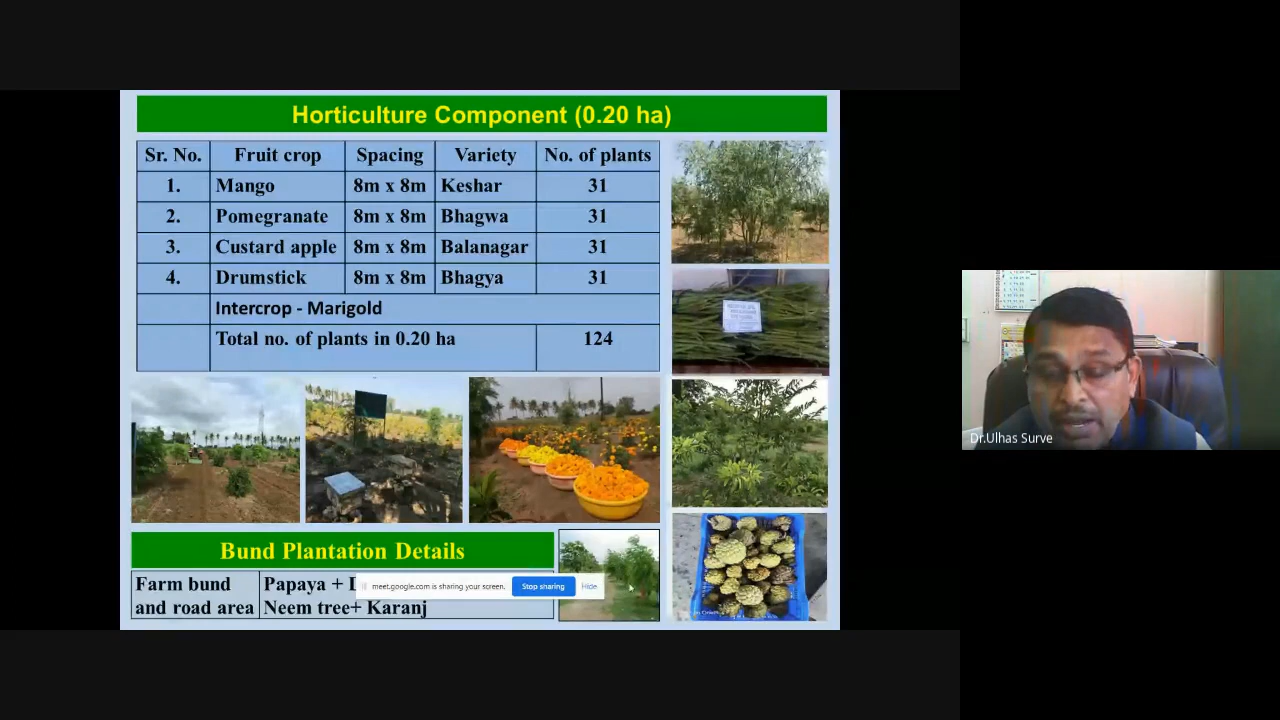 Horticulture Component (0.20 ha)
Sr. No. Fruit crop Spacing Variety No. of plants
1. Mango 8m x 8m Keshar 31
2. Pomegranate 8m x 8m Bhagwa 31
3. Custard apple 8m x 8m Balanagar 31
4. Drumstick 8m x 8m Bhagya 31
Intercrop - Marigold
Total no. of plants in 0.20 ha 124
Bund Plantation Details
Farm bund Papaya +
and road area Neem tree+ Karanj
meet.google.com is sharing your screen. Stop sharing Hide
Dr.Ulhas Surve